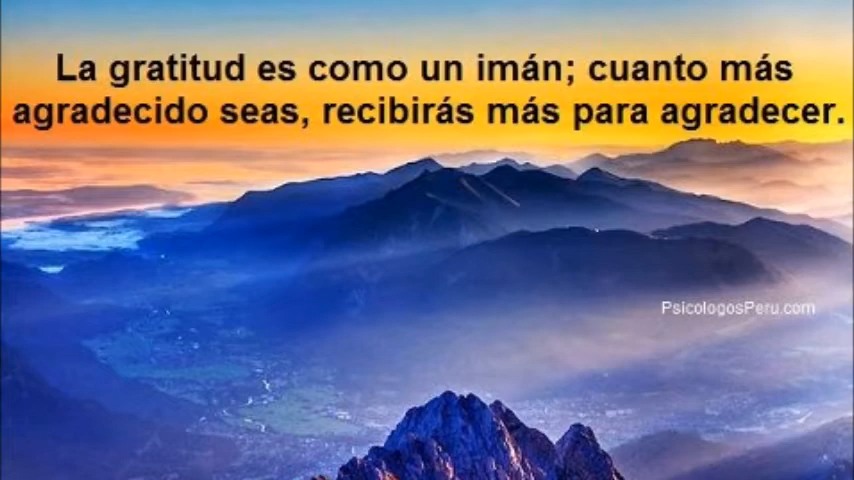 La gratitud es como un imán; cuanto más
agradecido seas, recibirás más para agradecer.
PsicologosPeru.com